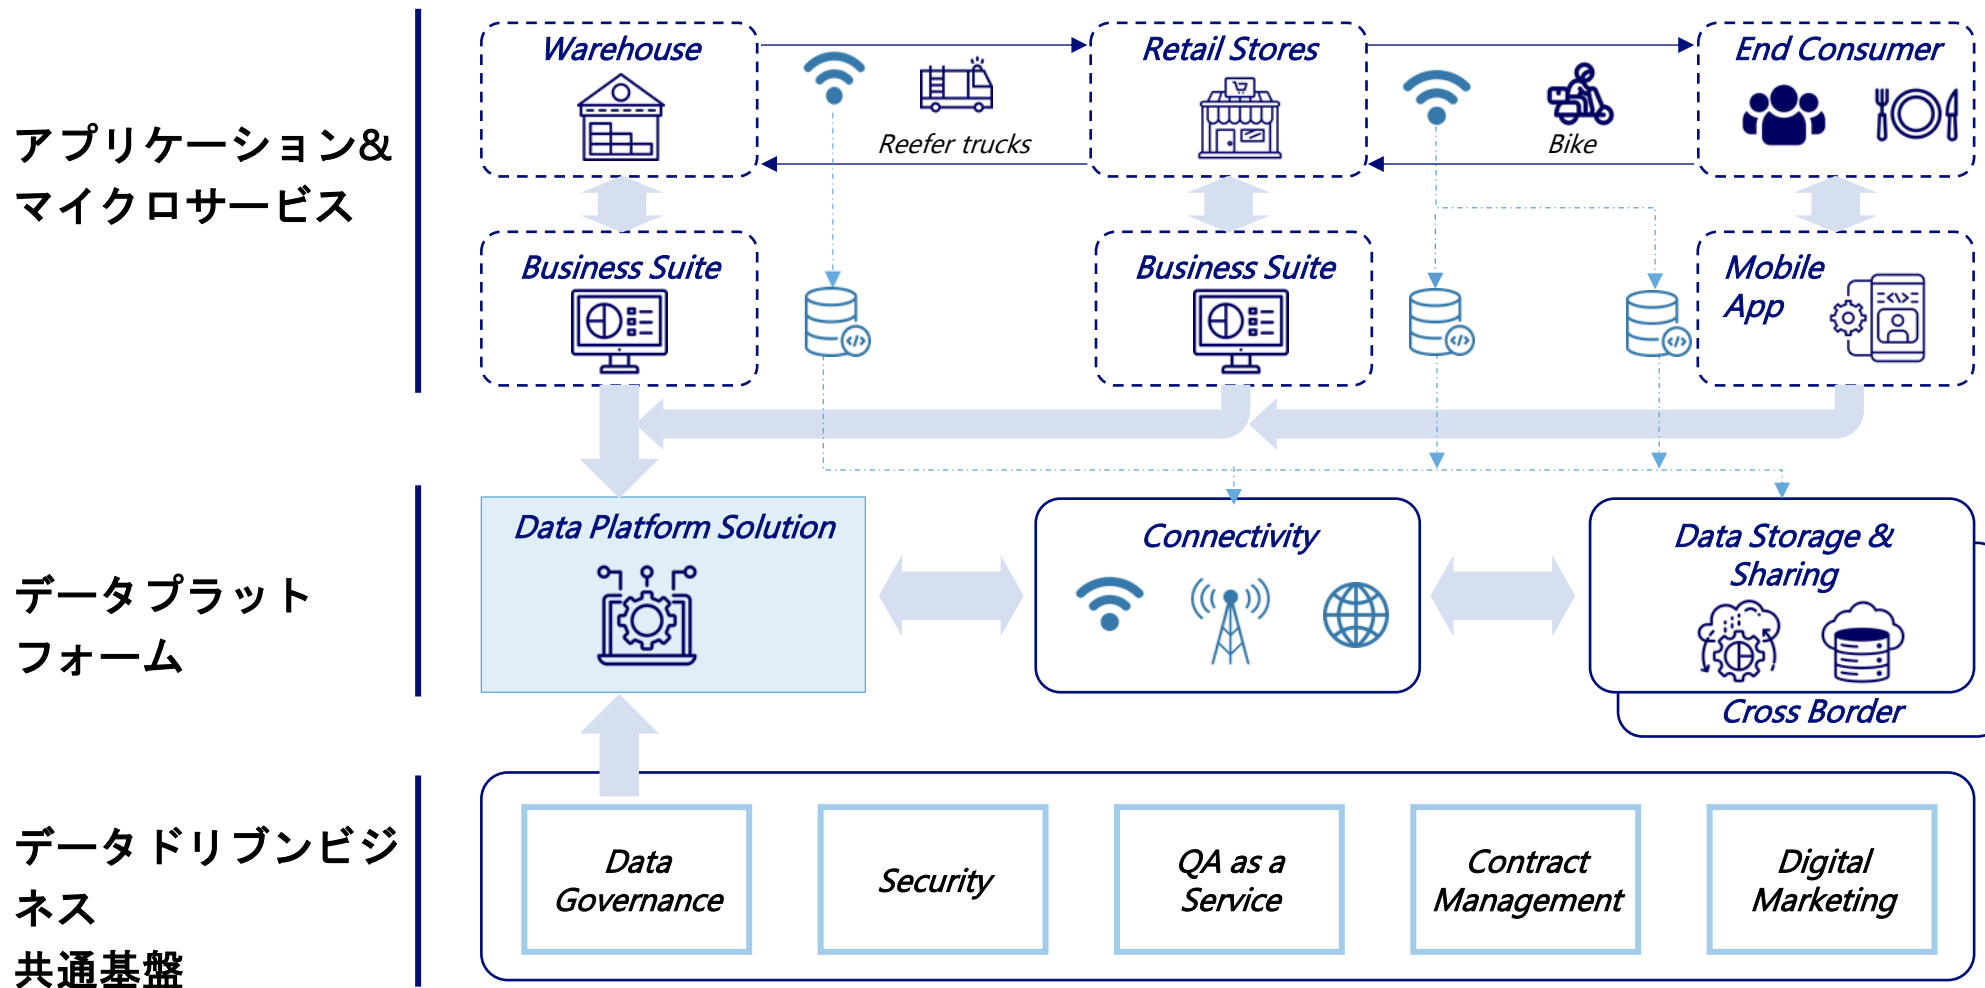 アプリケーション&
マイクロサービス
Warehouse
Reefer trucks
Retail Stores
Bike
End Consumer
Business Suite
Business Suite
Mobile
App
データプラット
フォーム
Data Platform Solution
Connectivity
Data Storage &
Sharing
Cross Border
データドリブンビジ
ネス
共通基盤
Data
Governance
Security
QA as a
Service
Contract
Management
Digital
Marketing